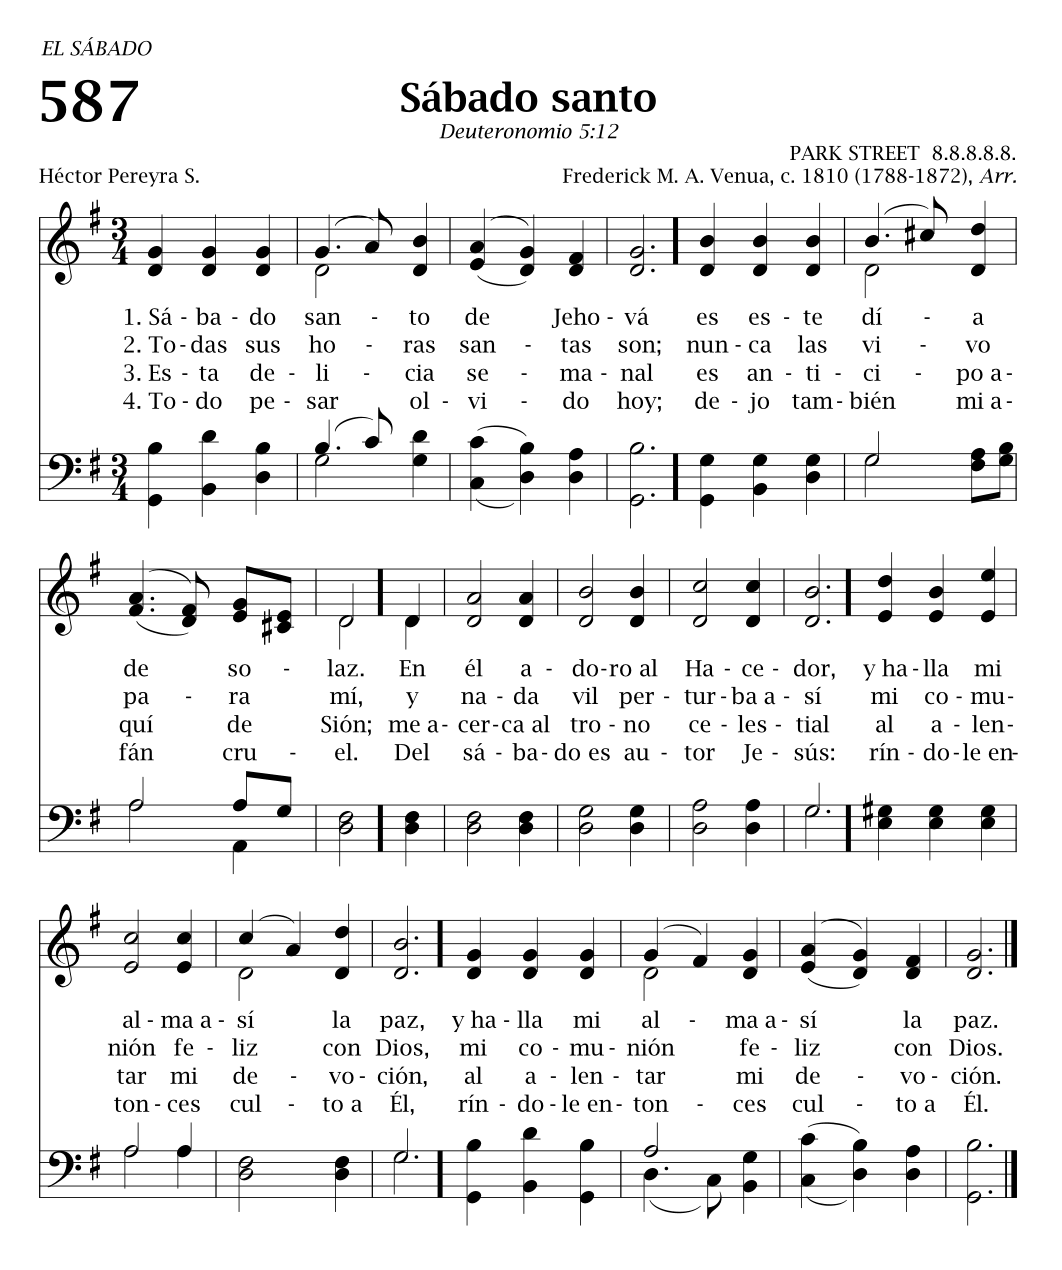 EL SÁBADO
587
Sábado santo
Deuteronomio 5:12
PARK STREET 8.8.8.8.8.
Héctor Pereyra S.
Frederick M. A. Venua, c. 1810 (1788-1872), Arr.
3
4
1. Sá - ba - do san - to de Jeho - vá es es - te dí - a
2. To - das sus ho - ras san - tas son; nun - ca las vi - vo
3. Es - ta de - li - cia se - ma - nal es an - ti - ci - po a -
4. To - do pe - sar ol - vi - do hoy; de - jo tam - bién mi a -
3
4
de so - laz. En él a - do - ro al Ha - ce - dor, y ha - lla mi
pa - ra mí, y na - da vil per - tur - ba a - sí mi co - mu -
quí de Sión; me a - cer - ca al tro - no ce - les - tial al a - len -
fán cru - el. Del sá - ba - do es au - tor Je - sús: rín - do - le en -
al - ma a - sí la paz, y ha - lla mi al - ma a - sí la paz.
nión fe - liz con Dios, mi co - mu - nión fe - liz con Dios.
tar mi de - vo - ción, al a - len - tar mi de - vo - ción.
ton - ces cul - to a Él, rín - do - le en - ton - ces cul - to a Él.